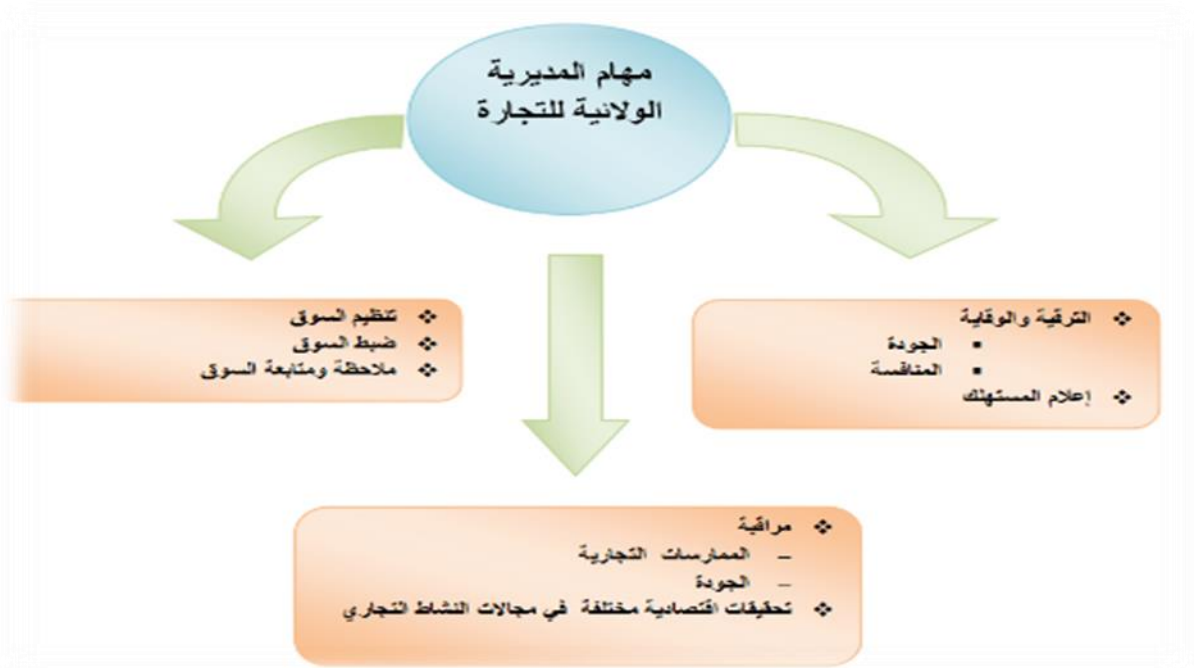 مهام المديرية
الولائية للتجارة
❖ الترقية والوقاية
▪ الجودة
▪ المنافسة
❖ إعلام المستهلك
❖ تنظيم السوق
❖ ضبط السوق
❖ ملاحظة ومتابعة السوق
❖ مراقبة
– الممارسات التجارية
– الجودة
❖ تحقيقات اقتصادية مختلفة في مجالات النشاط التجاري